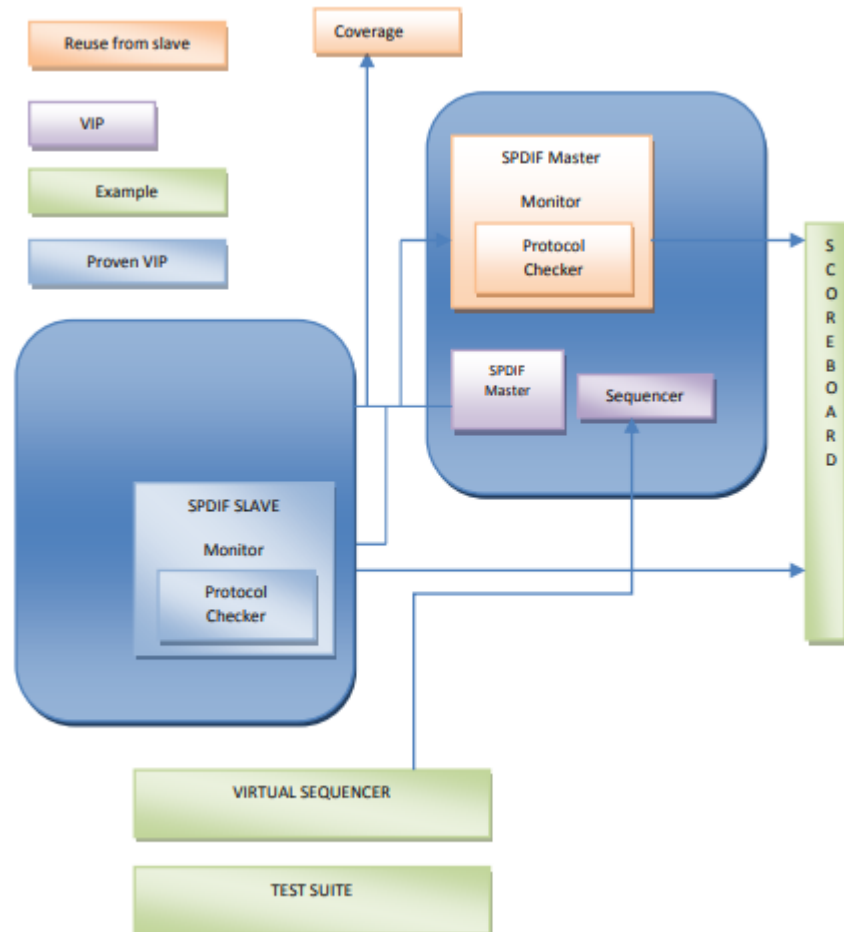 Reuse from slave
Coverage
VIP
Example
Proven VIP
SPDIF Master
Monitor
Protocol
Checker
SPDIF
Master
Sequencer
S
C
O
R
E
B
O
A
R
D
SPDIF SLAVE
Monitor
Protocol
Checker
VIRTUAL SEQUENCER
TEST SUITE